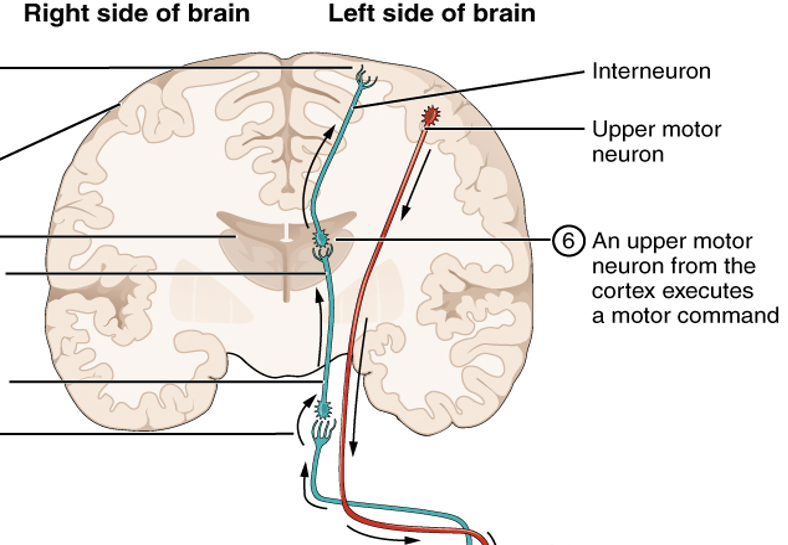 Right side of brain
Left side of brain
Interneuron
Upper motor
neuron
6 An upper motor
neuron from the
cortex executes
a motor command